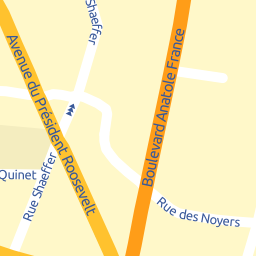 Shaeffer
Avenue du Président Roosevelt
Boulevard Anatole France
Quinet
Rue Shaeffer
Rue des Noyers